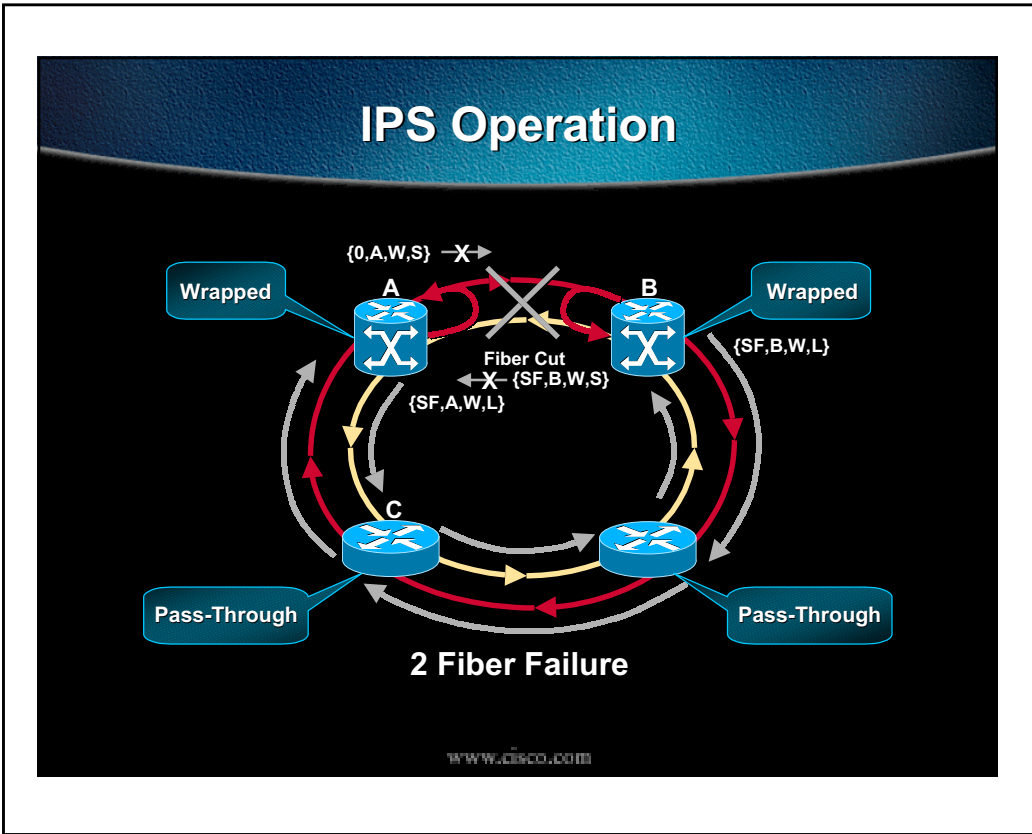 IPS Operation
{0,A,W,S}
X
Wrapped
A
B
Wrapped
{SF,B,W,L}
Fiber Cut
X
{SF,B,W,S}
{SF,A,W,L}
C
Pass-Through
Pass-Through
2 Fiber Failure
www.cisco.com